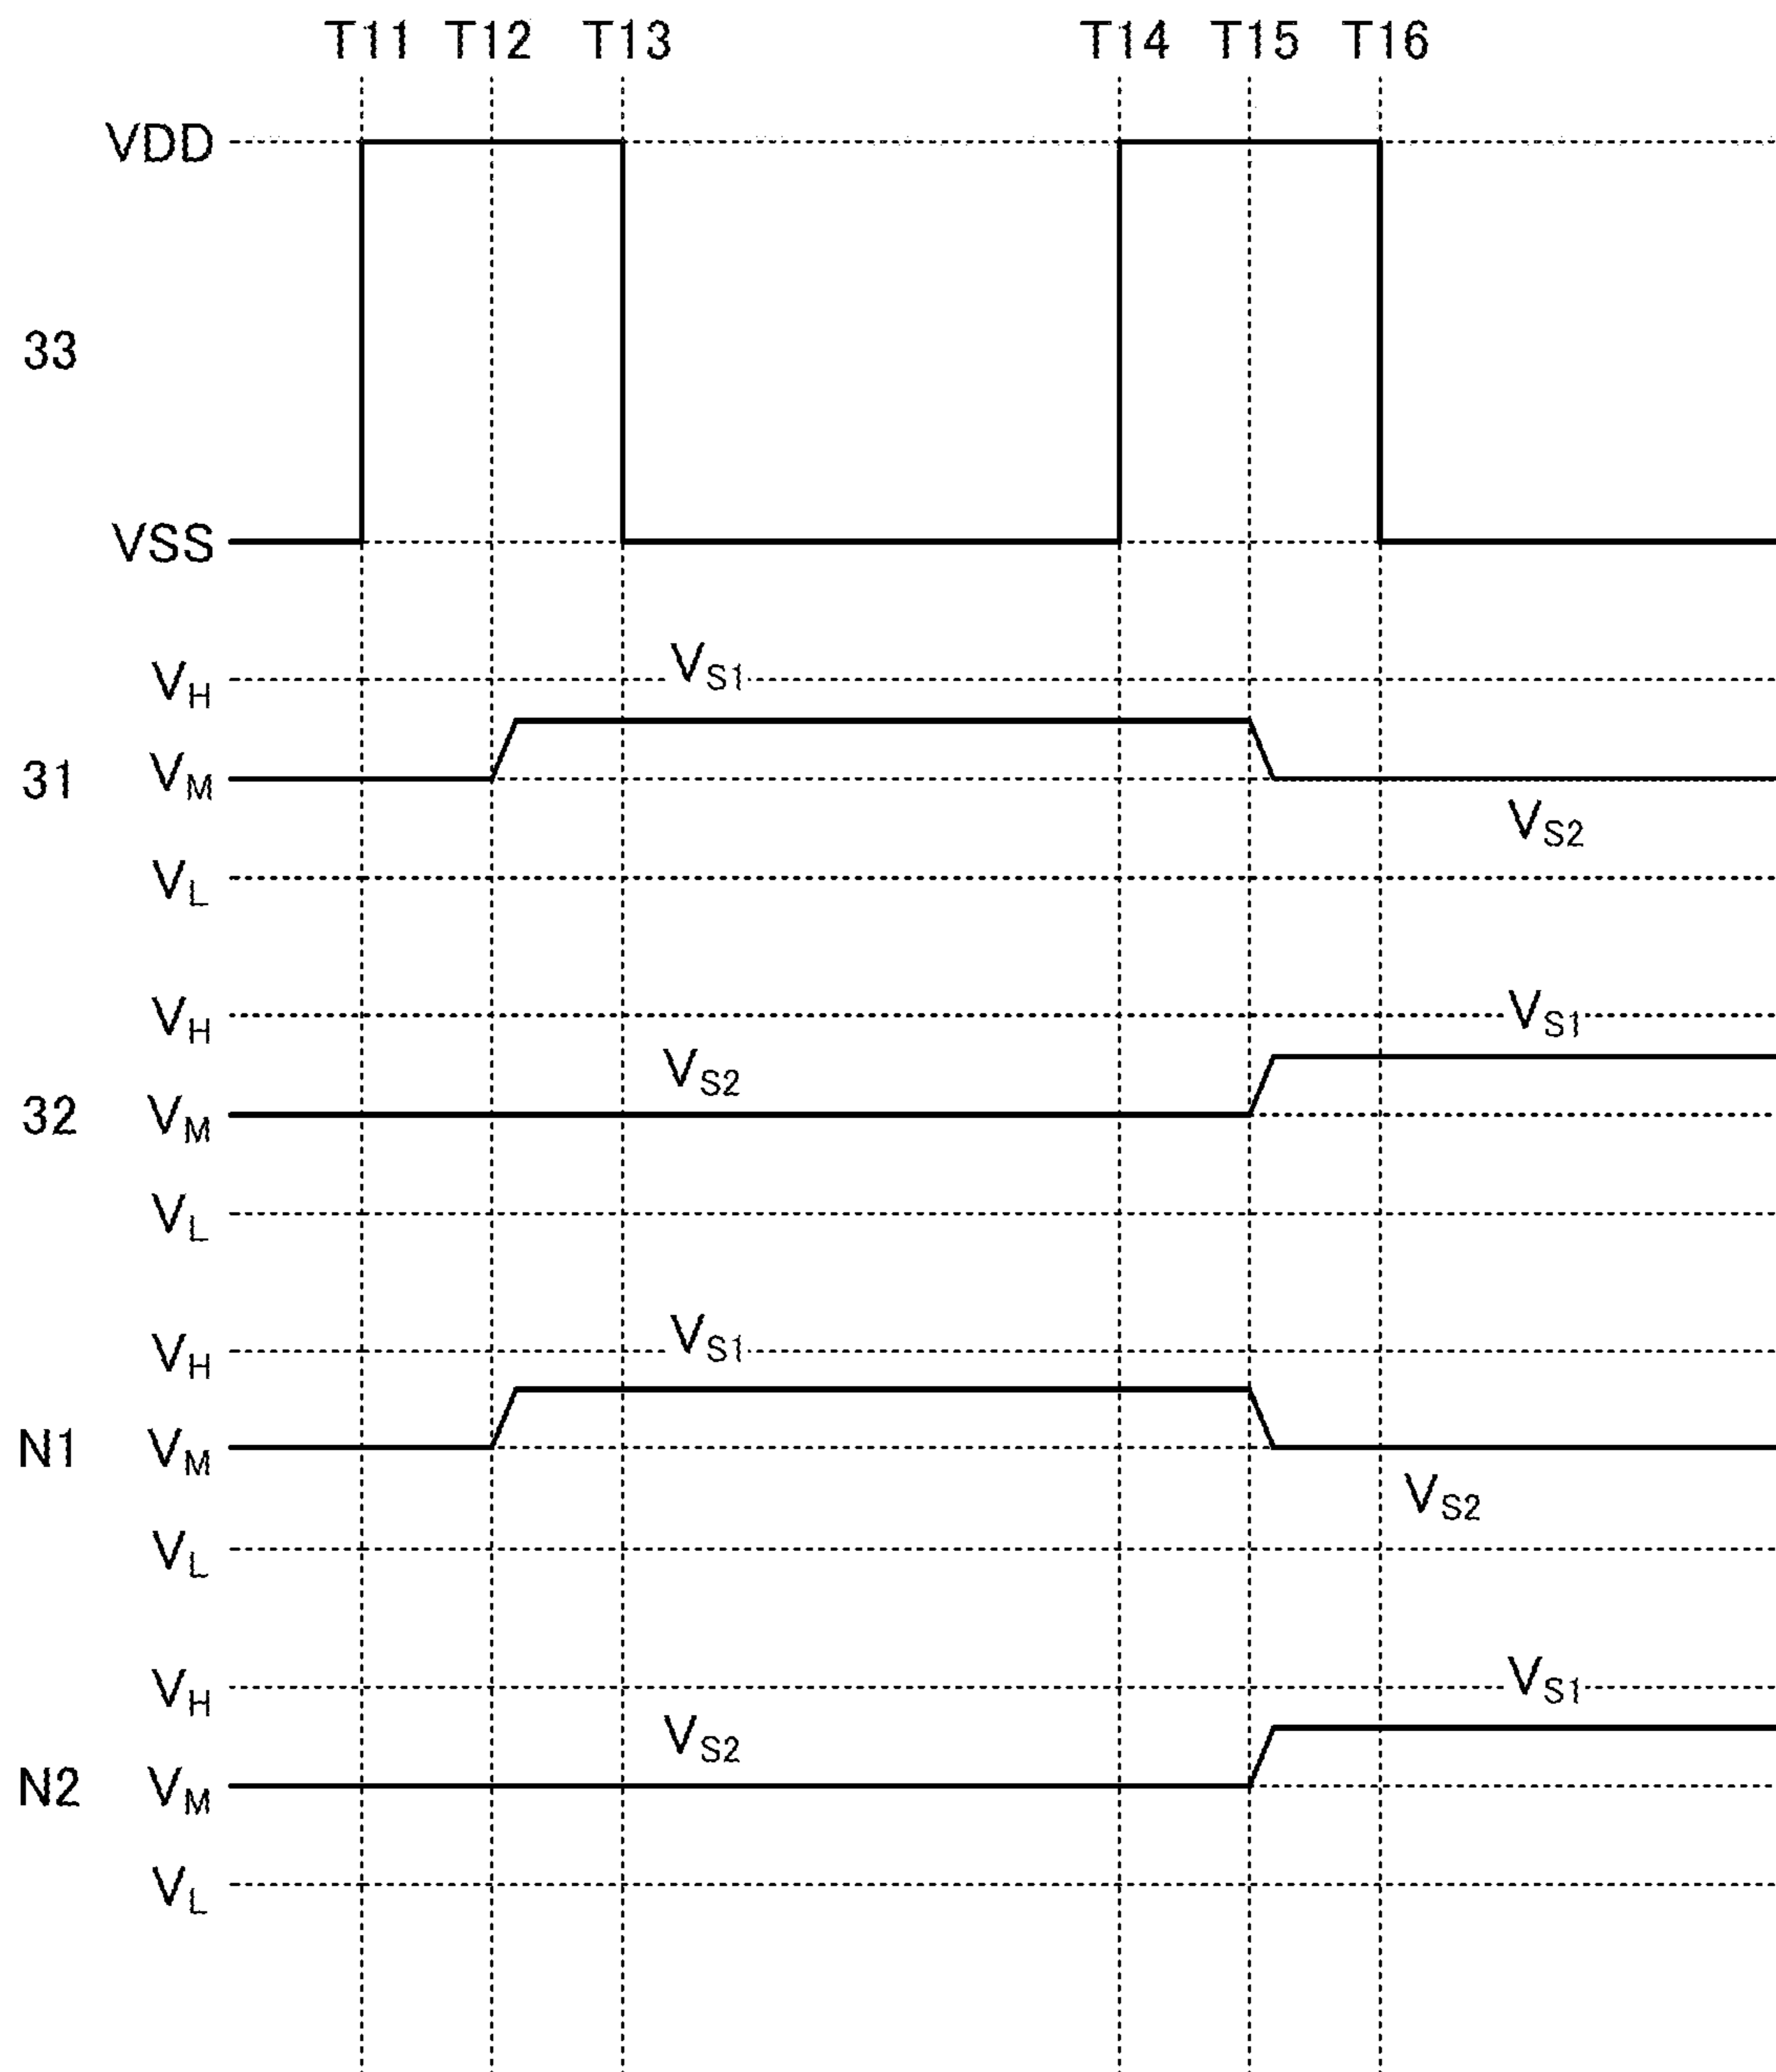 T11 T12 T13 T14 T15 T16
VDD
33
VSS
VH VS1
31 VM
VS2
VL
VH VS1
VS2
32 VM
VL
VH VS1
N1 VM
VS2
VL
VH VS1
VS2
N2 VM
VL